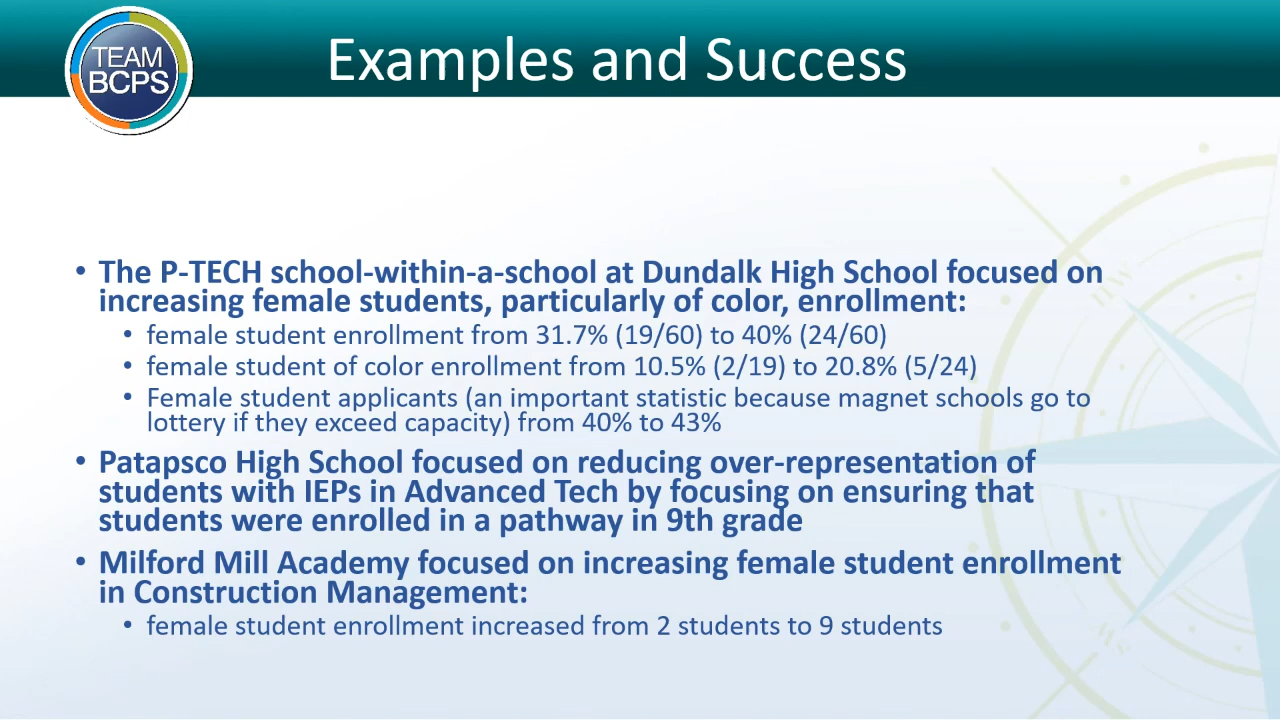 TEAM
BCPS
Examples and Success
• The P-TECH school-within-a-school at Dundalk High School focused on
increasing female students, particularly of color, enrollment:
• female student enrollment from 31.7% (19/60) to 40% (24/60)
• female student of color enrollment from 10.5% (2/19) to 20.8% (5/24)
• Female student applicants (an important statistic because magnet schools go to
lottery if they exceed capacity) from 40% to 43%
• Patapsco High School focused on reducing over-representation of
students with IEPs in Advanced Tech by focusing on ensuring that
students were enrolled in a pathway in 9th grade
• Milford Mill Academy focused on increasing female student enrollment
in Construction Management:
• female student enrollment increased from 2 students to 9 students